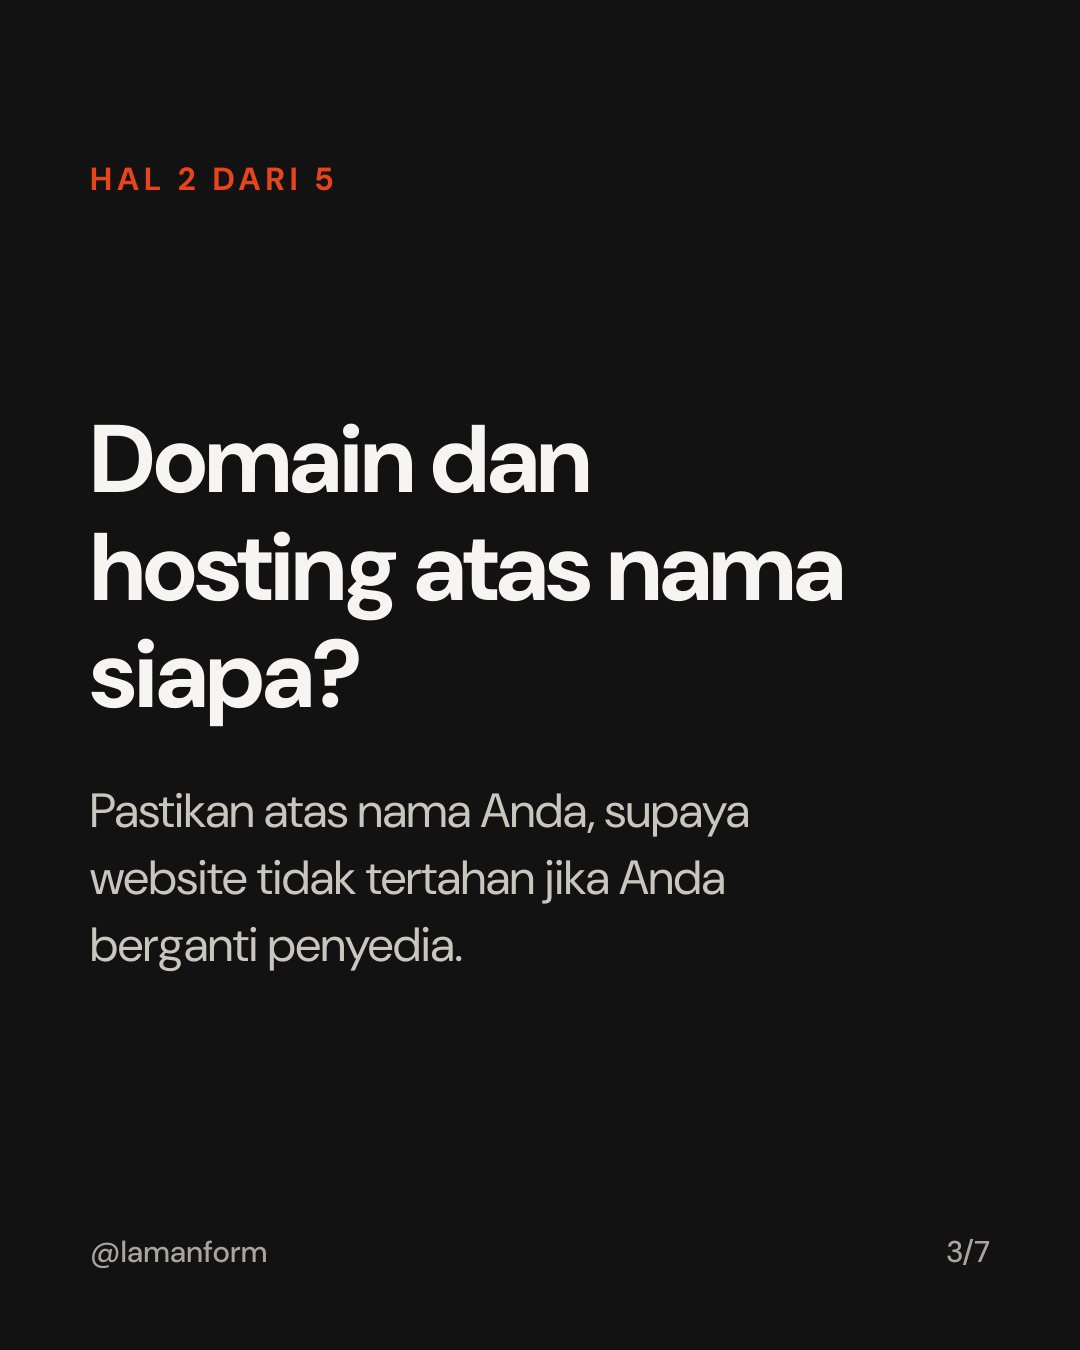 HAL 2 DARI 5
Domain dan
hosting atas nama
siapa?
Pastikan atas nama Anda, supaya
website tidak tertahan jika Anda
berganti penyedia.
@lamanform
3/7